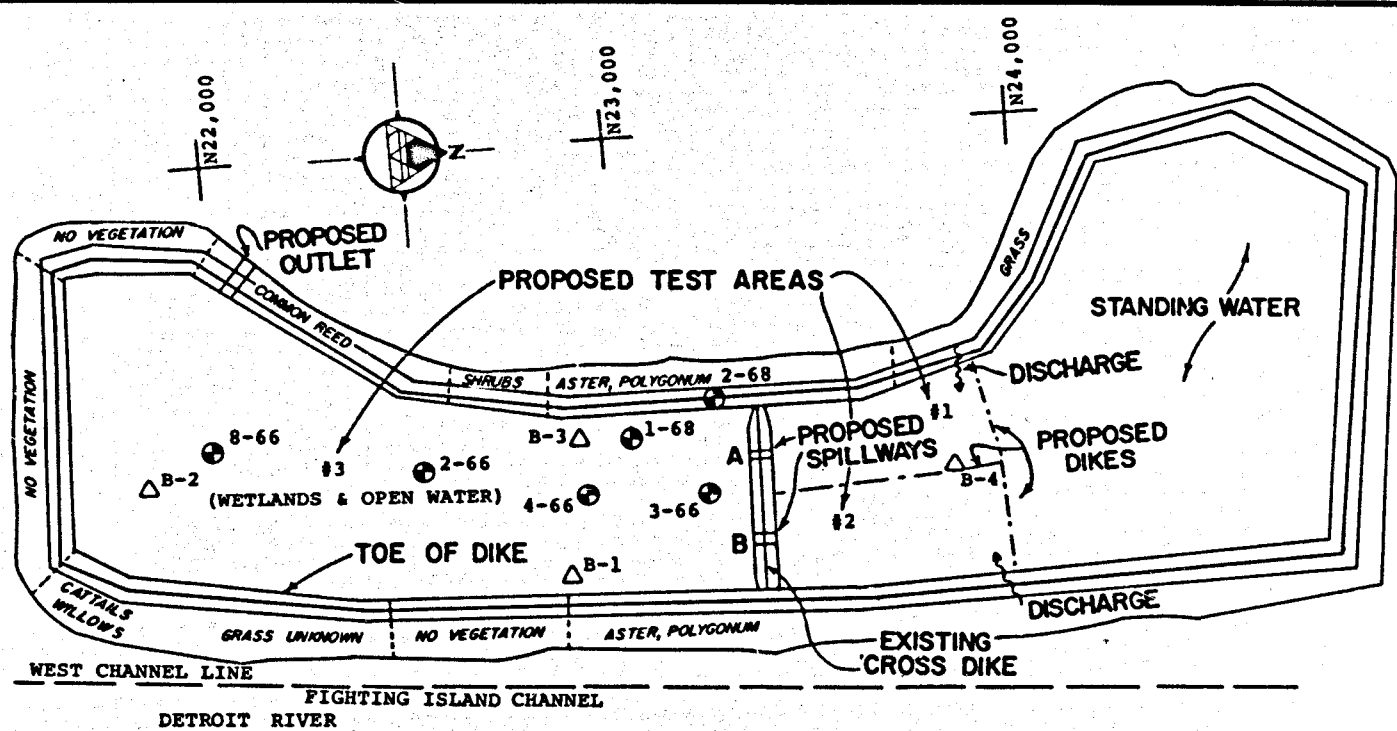 N22,000
N23,000
N24,000
N
NO VEGETATION
PROPOSED
OUTLET
COMMON REED
PROPOSED TEST AREAS
GRASS
STANDING WATER
NO VEGETATION
SHRUBS
ASTER, POLYGONUM
2-68
DISCHARGE
#1
8-66
#3
2-66
B-3
1-68
A
PROPOSED
SPILLWAYS
PROPOSED
DIKES
B-2
(WETLANDS & OPEN WATER)
4-66
3-66
B-4
#2
B
TOE OF DIKE
B-1
CATTAILS
WILLOWS
GRASS UNKNOWN
NO VEGETATION
ASTER, POLYGONUM
DISCHARGE
EXISTING
CROSS DIKE
WEST CHANNEL LINE
FIGHTING ISLAND CHANNEL
DETROIT RIVER